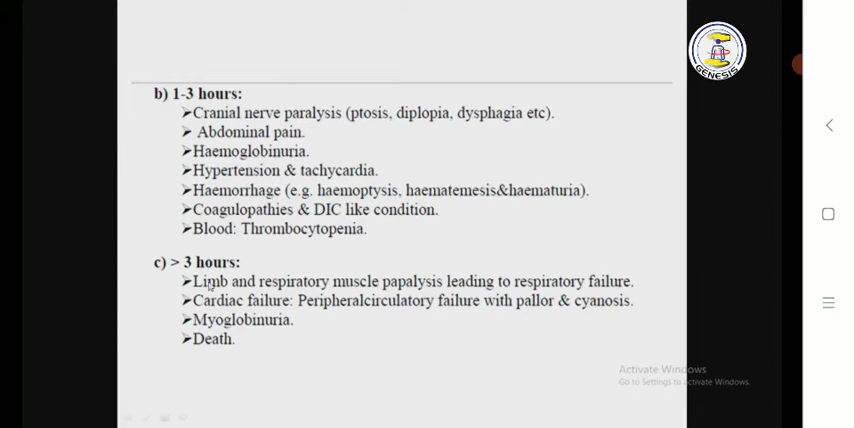 GENESIS
b) 1-3 hours:
➢Cranial nerve paralysis (ptosis, diplopia, dysphagia etc).
➢ Abdominal pain.
➢Haemoglobinuria.
➢Hypertension & tachycardia.
➢Haemorrhage (e.g. haemoptysis, haematemesis&haematuria).
➢Coagulopathies & DIC like condition.
➢Blood: Thrombocytopenia.
c) > 3 hours:
➢Limb and respiratory muscle papalysis leading to respiratory failure.
➢Cardiac failure: Peripheralcirculatory failure with pallor & cyanosis.
➢Myoglobinuria.
➢Death.
Activate Windows
Go to Settings to activate Windows.